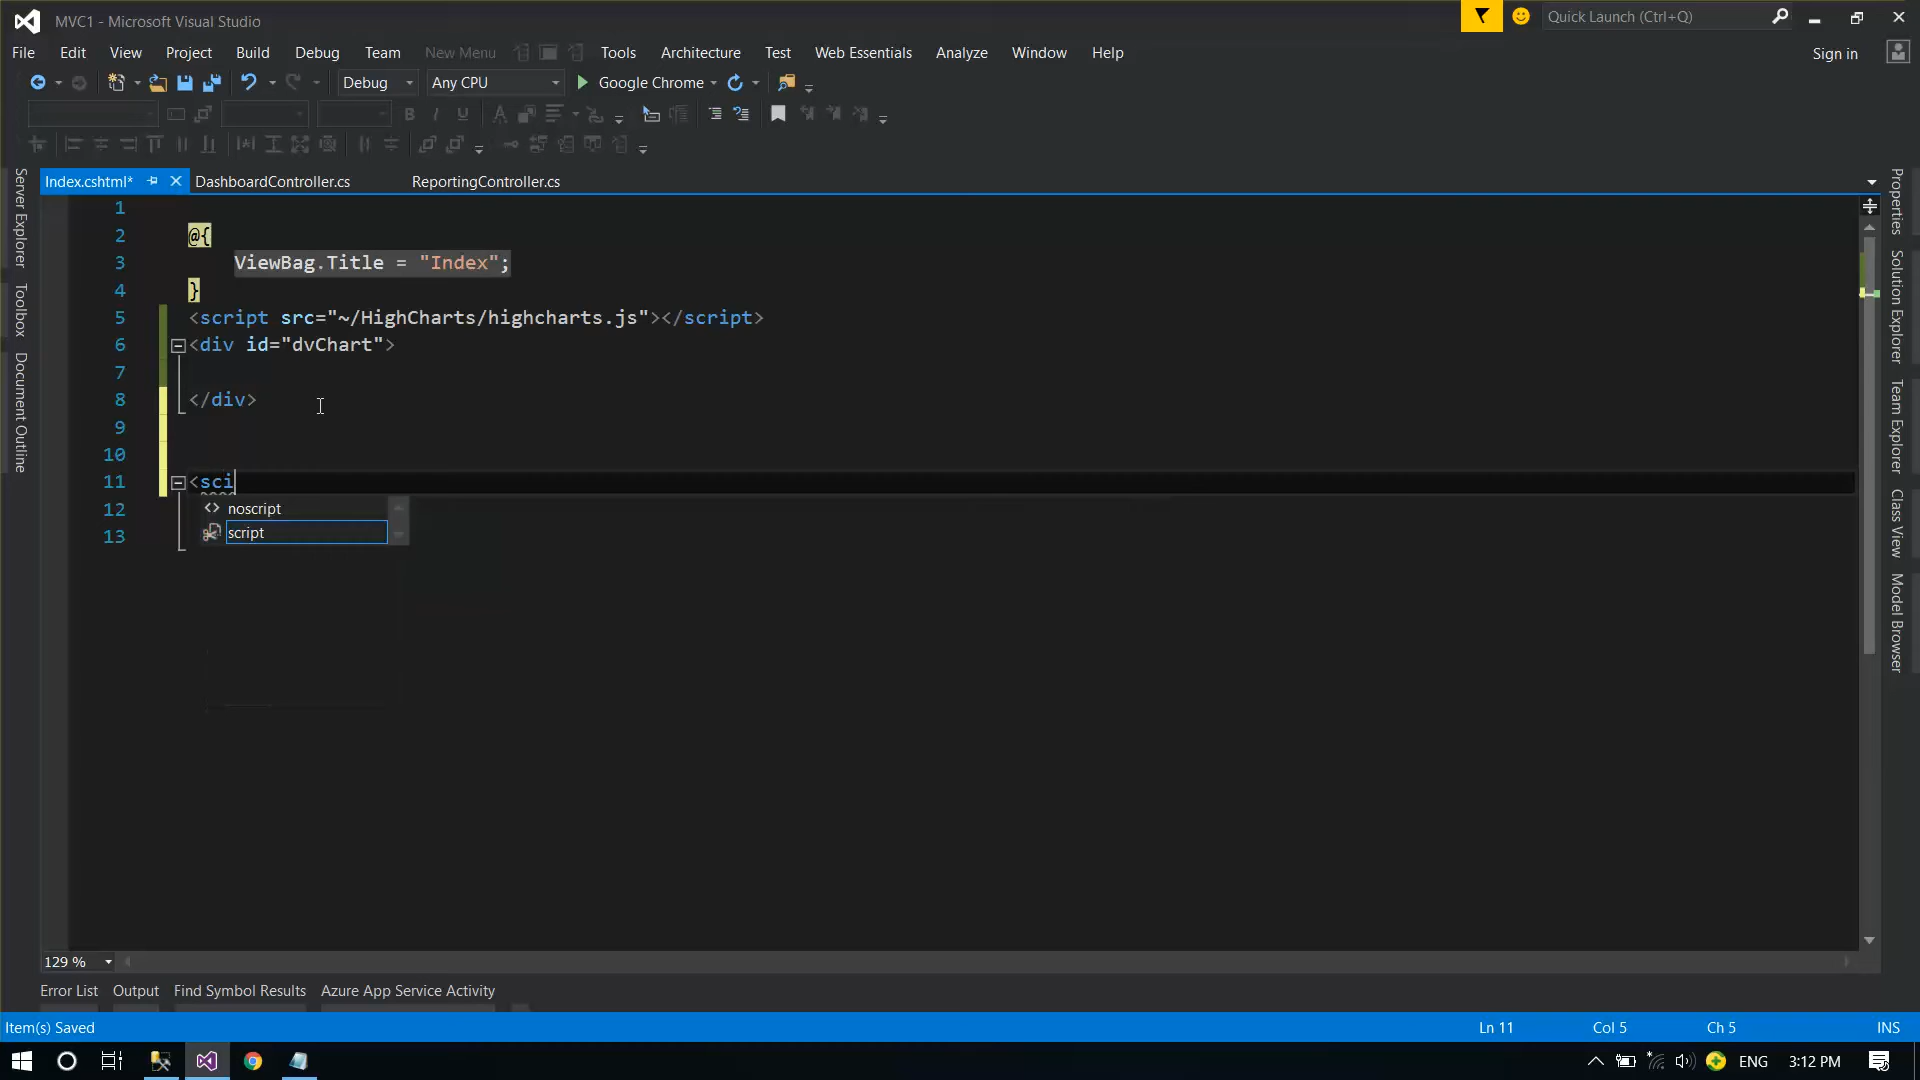 MVC1 - Microsoft Visual Studio
Quick Launch (Ctrl+Q)
File Edit View Project Build Debug Team New Menu Tools Architecture Test Web Essentials Analyze Window Help
Sign in
Debug Any CPU Google Chrome
Index.cshtml* DashboardController.cs ReportingController.cs
Server Explorer
Toolbox
Document Outline
1
2 @{
3 ViewBag.Title = "Index";
4 }
5 <script src="~/HighCharts/highcharts.js"></script>
6 <div id="dvChart">
7
8 </div>
9
10
11 <sci
12 noscript
script
13
Properties
Solution Explorer
Team Explorer
Class View
Model Browser
129 %
Error List Output Find Symbol Results Azure App Service Activity
Item(s) Saved Ln 11 Col 5 Ch 5 INS
ENG 3:12 PM